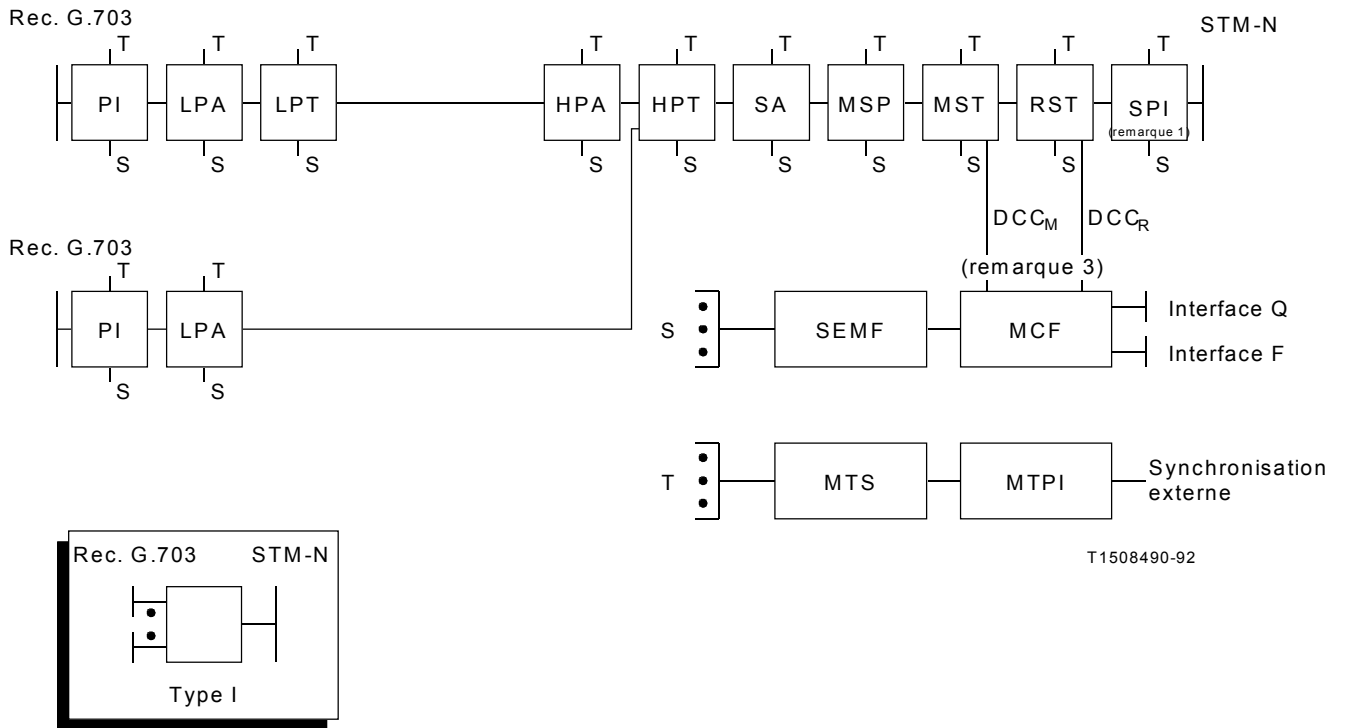 Rec. G.703
STM-N
T T T T T T T T T T
PI LPA LPT HPA HPT SA MSP MST RST SPI
(remarque 1)
S S S S S S S S S S
DCCM DCCR
Rec. G.703
T T
(remarque 3)
PI LPA
S S
S SEMF MCF
Interface Q
Interface F
T MTS MTPI
Synchronisation
externe
T1508490-92
Rec. G.703 STM-N
Type I